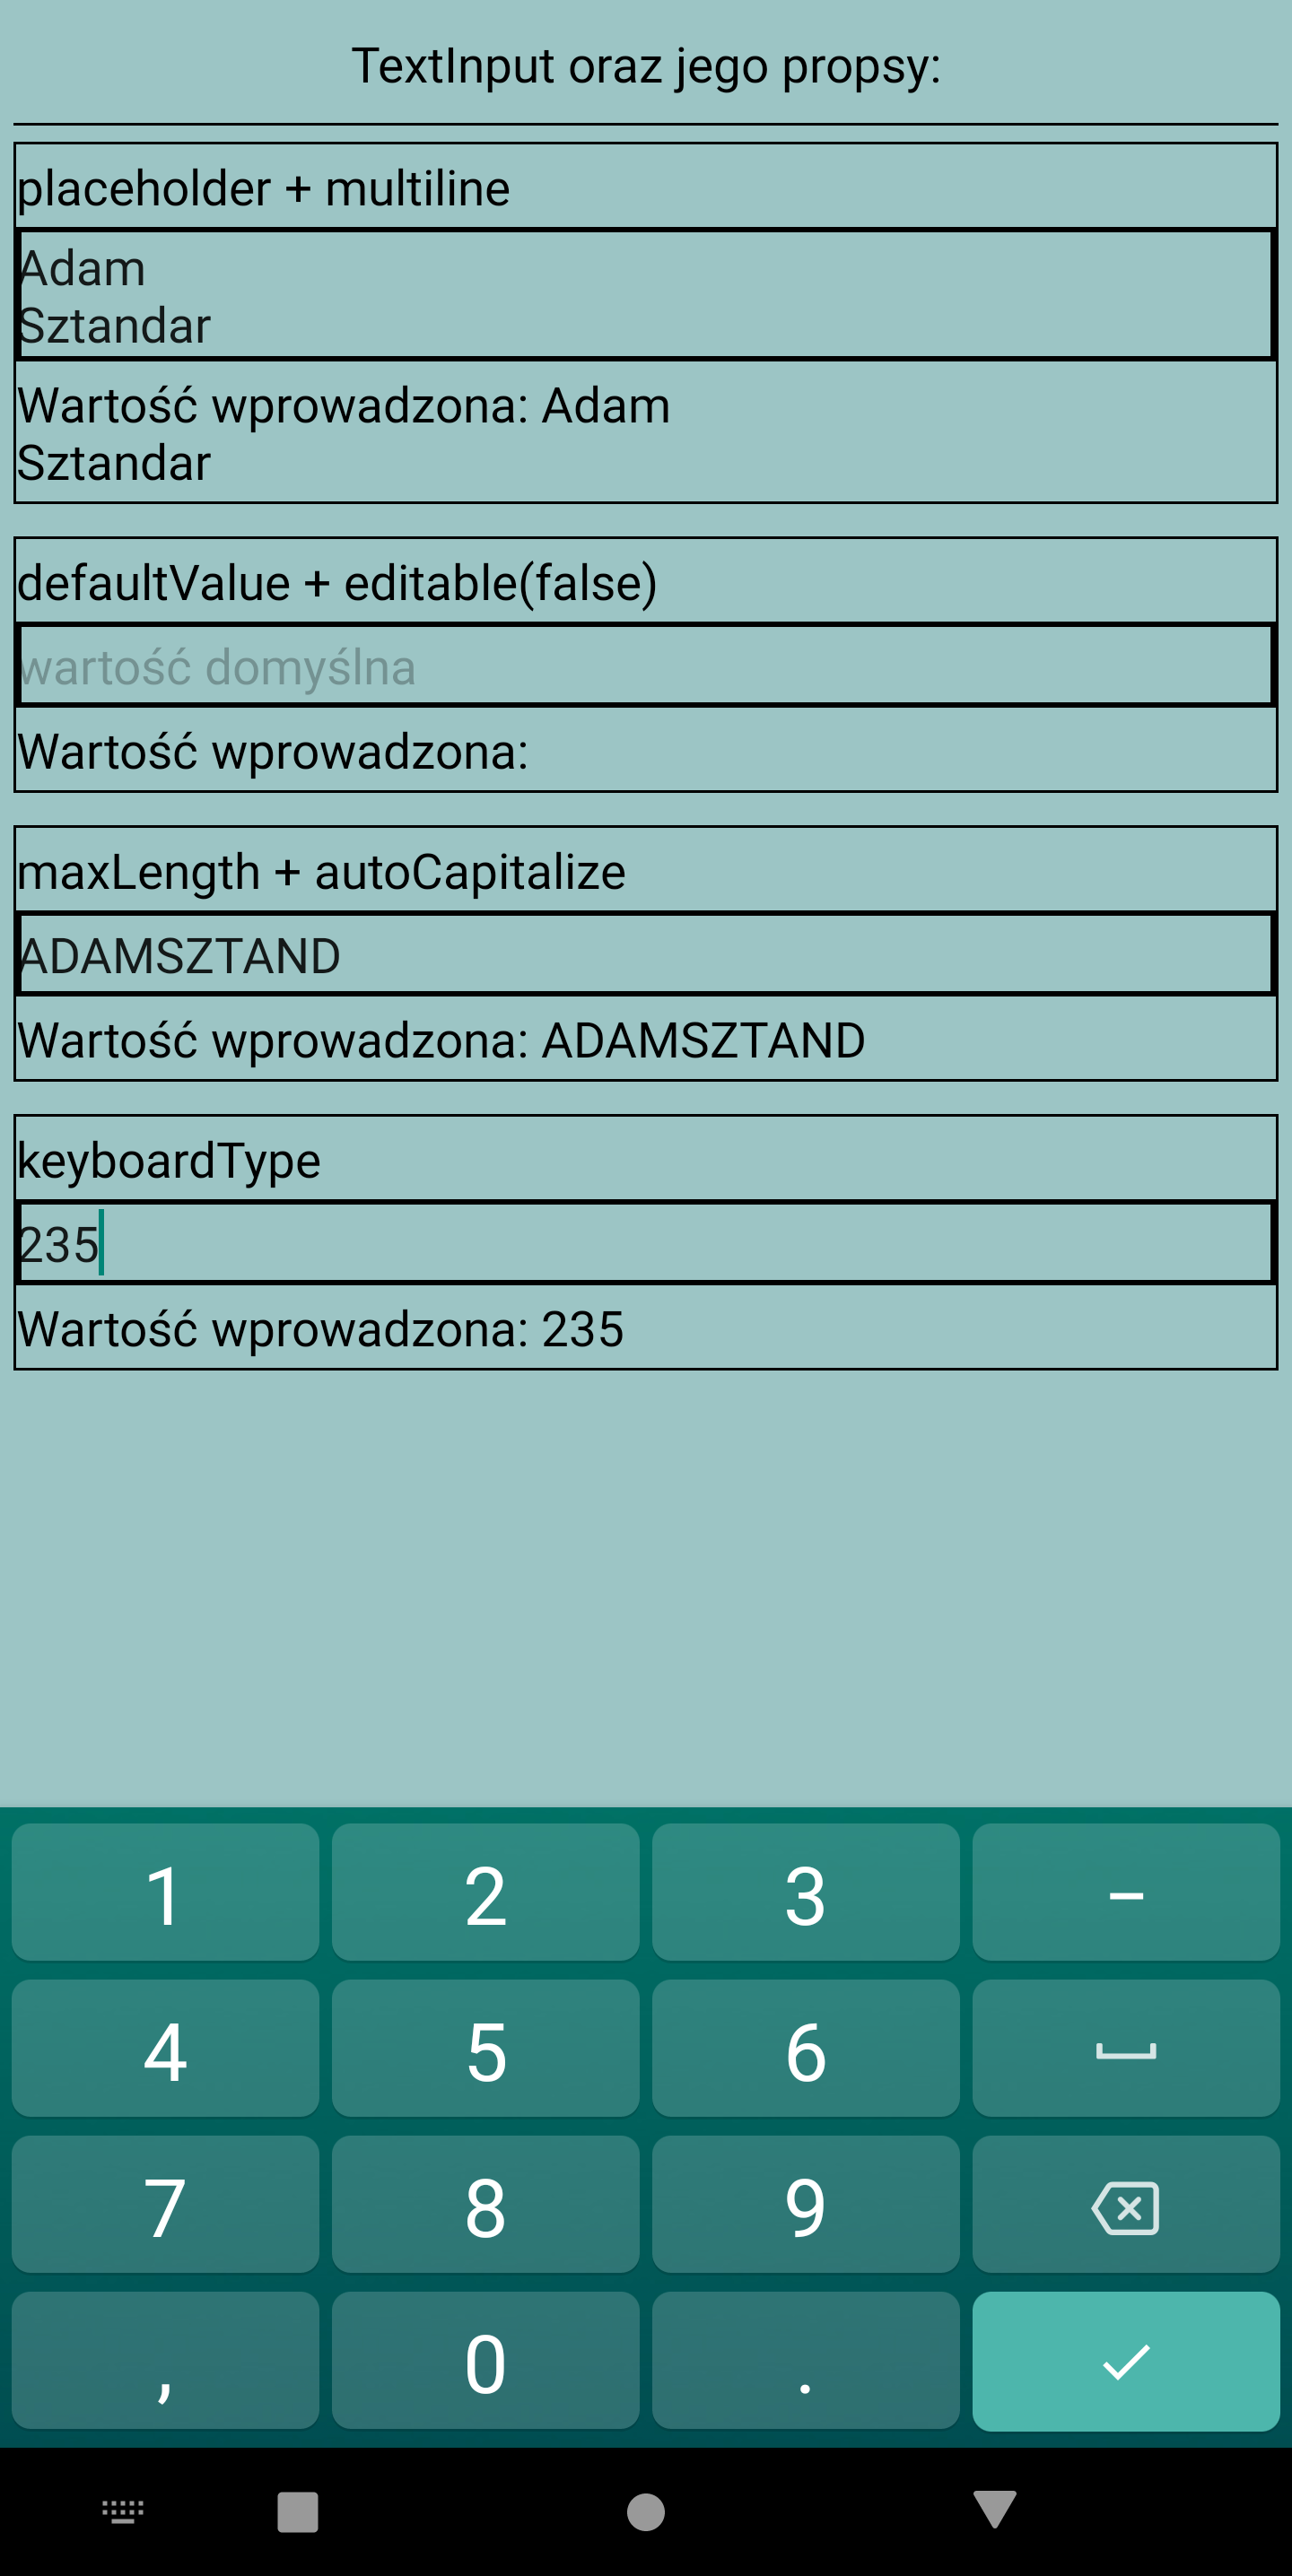 TextInput oraz jego propsy:
placeholder + multiline
Adam
Sztandar
Wartość wprowadzona: Adam
Sztandar
defaultValue + editable(false)
wartość domyślna
Wartość wprowadzona:
maxLength + autoCapitalize
ADAMSZTAND
Wartość wprowadzona: ADAMSZTAND
keyboardType
235
Wartość wprowadzona: 235
1 2 3 –
4 5 6
7 8 9
, 0 .